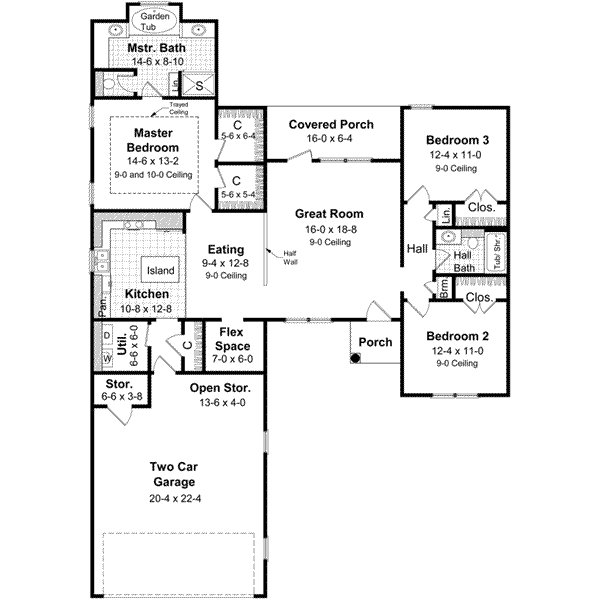 Garden
Tub
Mstr. Bath
14-6 x 8-10
Lin.
S
Trayed
Ceiling
Master
Bedroom
14-6 x 13-2
9-0 and 10-0 Ceiling
C
5-6 x 6-4
C
5-6 x 5-4
Covered Porch
16-0 x 6-4
Bedroom 3
12-4 x 11-0
9-0 Ceiling
Clos.
Lin.
Great Room
16-0 x 18-8
9-0 Ceiling
Hall
Hall
Bath
Tub/ Shr.
Brm.
Clos.
Eating
9-4 x 12-8
9-0 Ceiling
Half
Wall
Island
Kitchen
10-8 x 12-8
Pan.
D
W
Util.
6-6 x 6-0
C
Flex
Space
7-0 x 6-0
Porch
Bedroom 2
12-4 x 11-0
9-0 Ceiling
Stor.
6-6 x 3-8
Open Stor.
13-6 x 4-0
Two Car
Garage
20-4 x 22-4